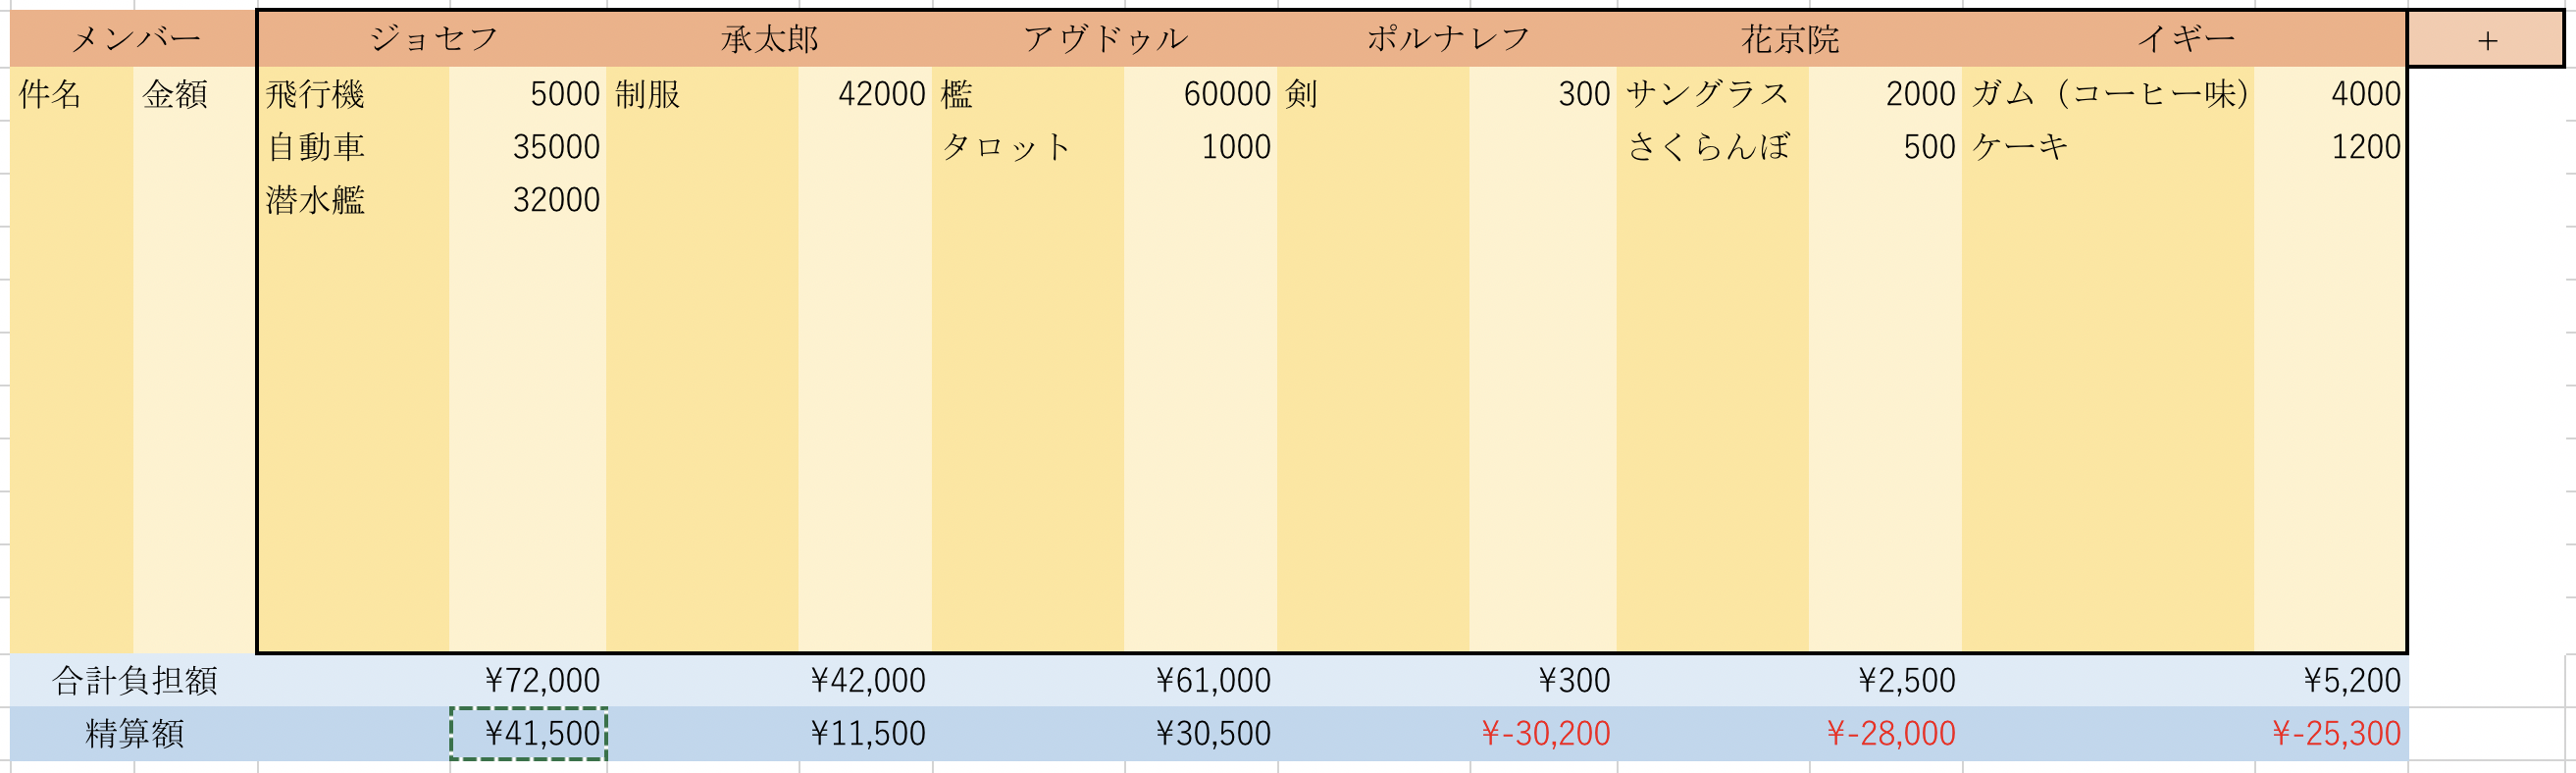 メンバー ジョセフ 承太郎 アヴドゥル ポルナレフ 花京院 イギー +
件名 金額 飛行機 5000 制服 42000 檻 60000 剣 300 サングラス 2000 ガム（コーヒー味） 4000
自動車 35000 タロット 1000 さくらんぼ 500 ケーキ 1200
潜水艦 32000
合計負担額 ¥72,000 ¥42,000 ¥61,000 ¥300 ¥2,500 ¥5,200
精算額 ¥41,500 ¥11,500 ¥30,500 ¥-30,200 ¥-28,000 ¥-25,300